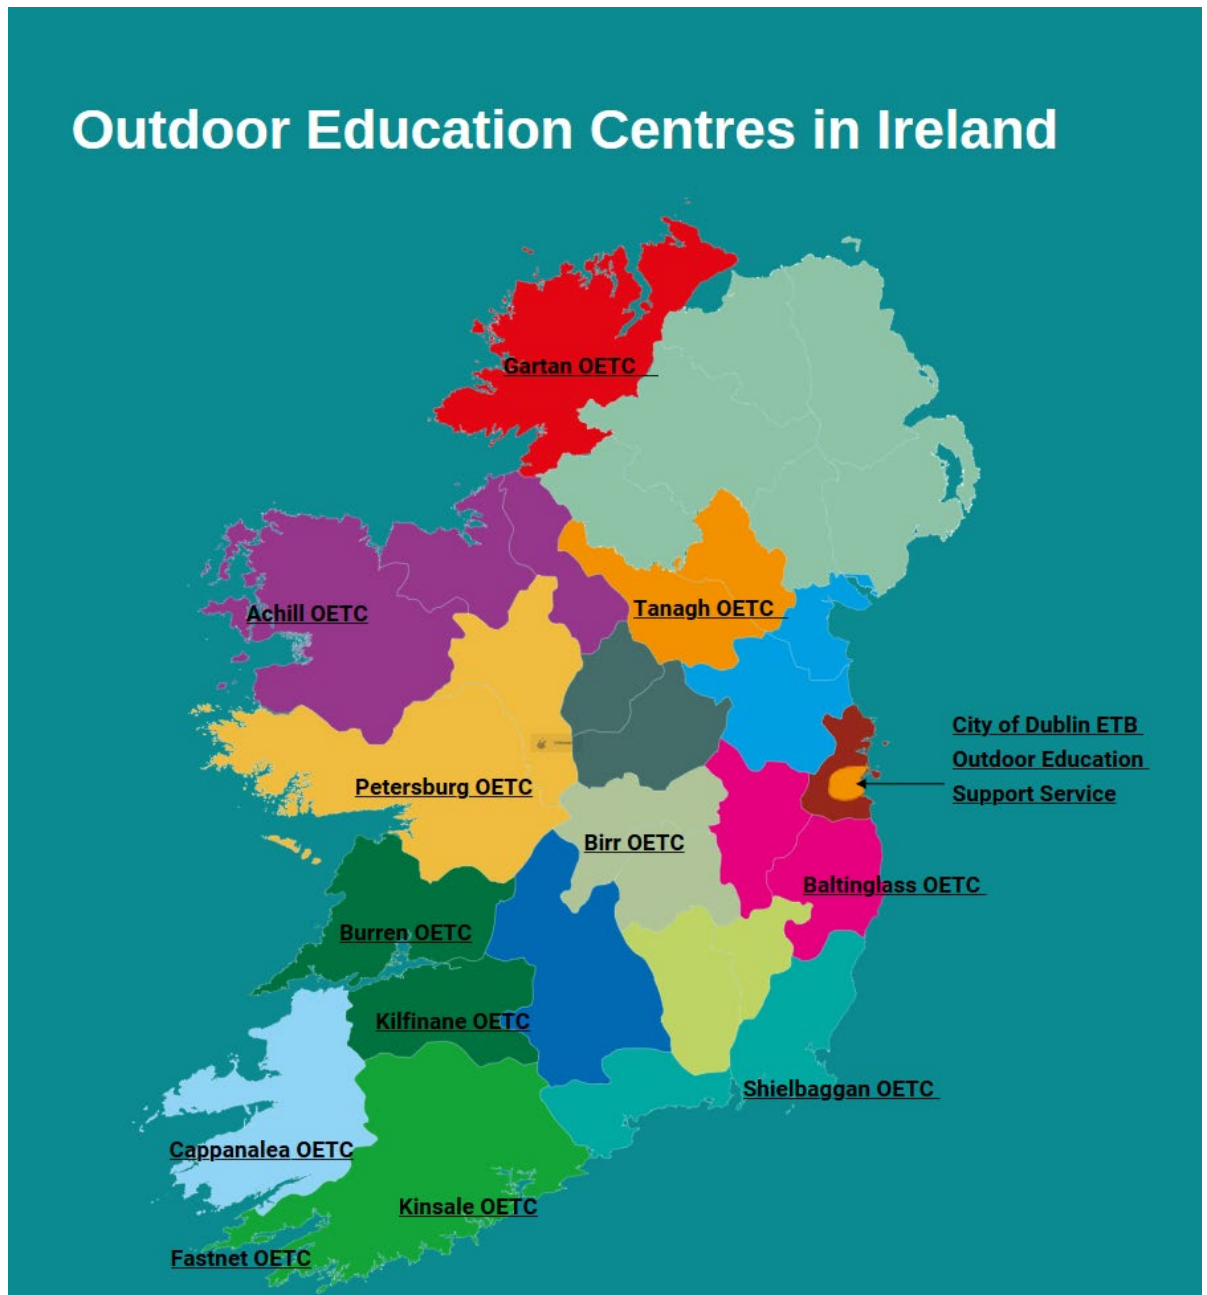 Outdoor Education Centres in Ireland
Gartan OETC
Achill OETC
Tanagh OETC
City of Dublin ETB
Outdoor Education
Support Service
Petersburg OETC
Birr OETC
Baltinglass OETC
Burren OETC
Kilfinane OETC
Shielbaggan OETC
Cappanalea OETC
Kinsale OETC
Fastnet OETC